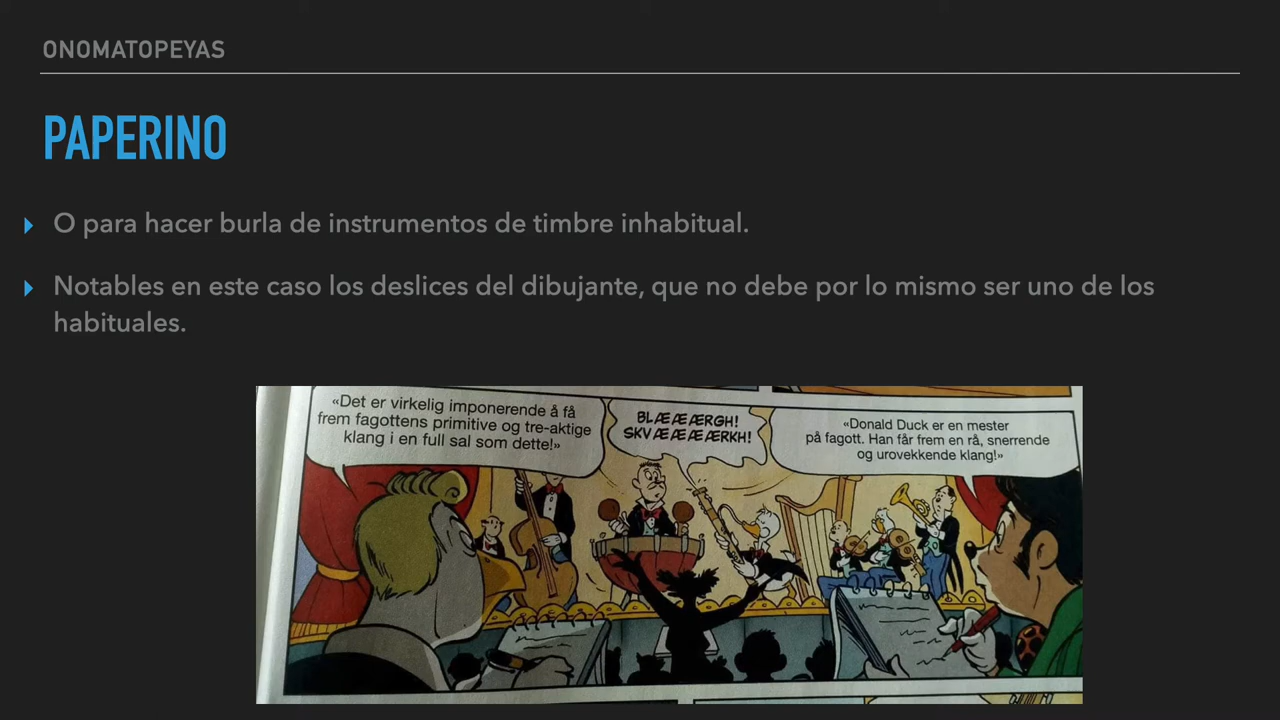 ONOMATOPEYAS
PAPERINO
O para hacer burla de instrumentos de timbre inhabitual.
Notables en este caso los deslices del dibujante, que no debe por lo mismo ser uno de los
habituales.
«Det er virkelig imponerende å få
frem fagottens primitive og tre-aktige
klang i en full sal som dette!»
BLÆÆÆÆRGH!
SKVÆÆÆÆÆRKH!
«Donald Duck er en mester
på fagott. Han får frem en rå, snerrende
og urovekkende klang!»